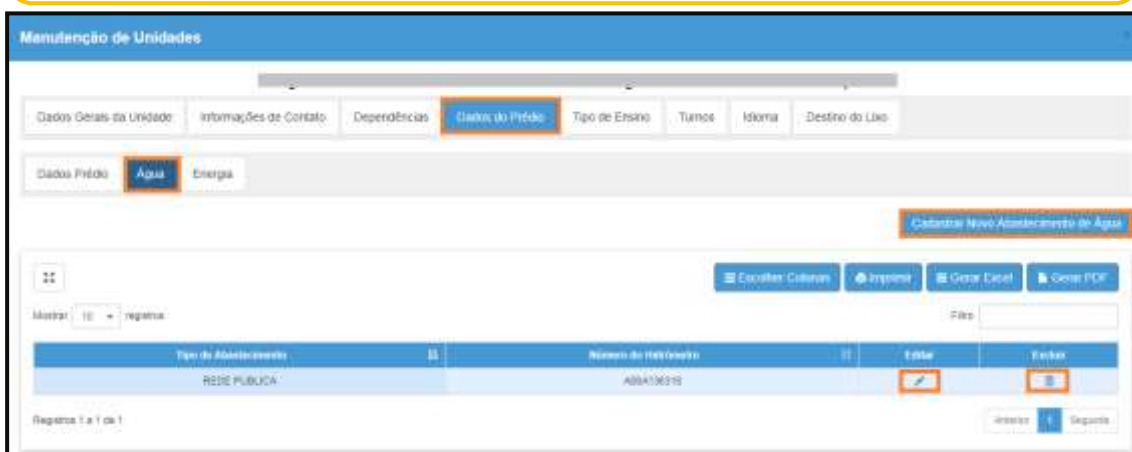 Manutenção de Unidades
Dados Gerais da Unidade Informações de Contato Dependências Dados do Prédio Tipo de Ensino Turnos Idioma Destino do Lixo
Dados Prédio Água Energia
Cadastrar Novo Abastecimento de Água
Escolher Colunas Imprimir Gerar Excel Gerar PDF
Mostrar 10 registros Filtro
Tipo do Abastecimento Número do Hidrômetro Editar Excluir
REDE PUBLICA
Registros 1 a 1 de 1 Anterior 1 Seguinte